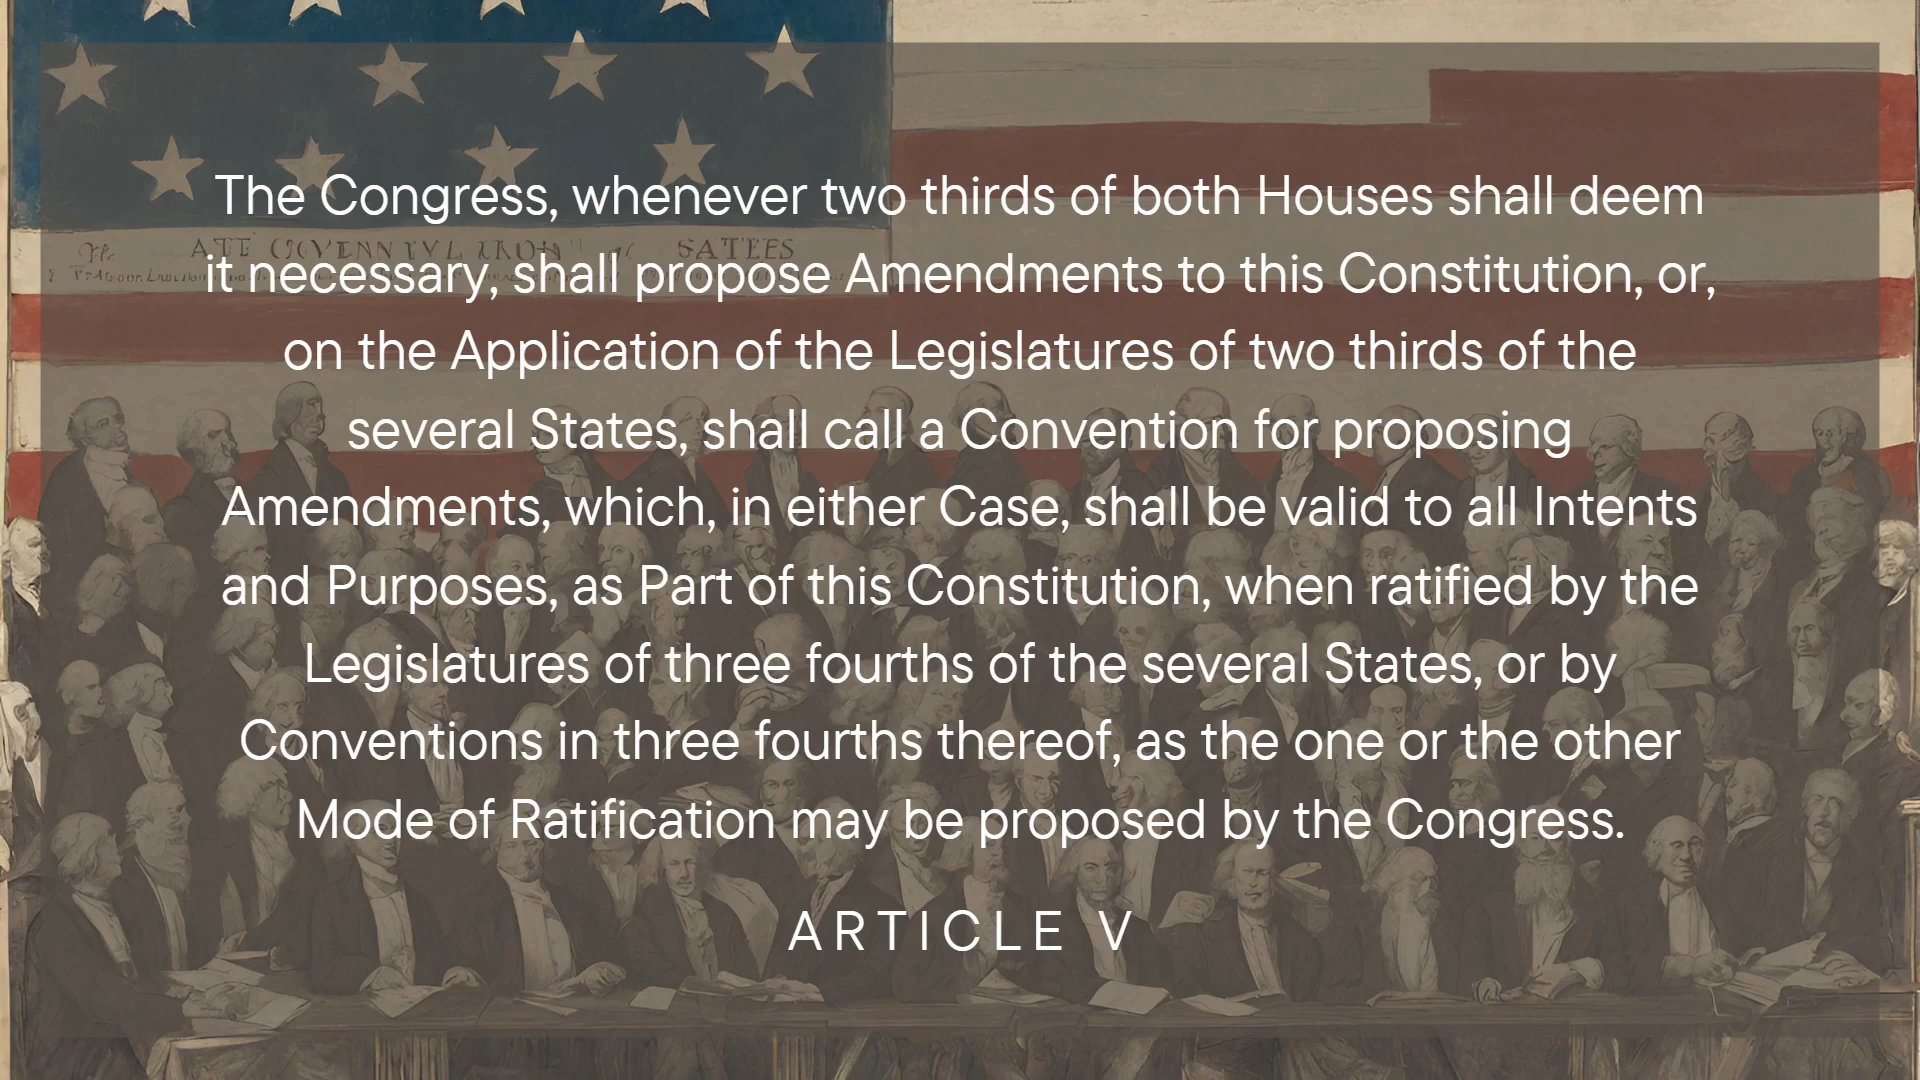 The Congress, whenever two thirds of both Houses shall deem
it necessary, shall propose Amendments to this Constitution, or,
on the Application of the Legislatures of two thirds of the
several States, shall call a Convention for proposing
Amendments, which, in either Case, shall be valid to all Intents
and Purposes, as Part of this Constitution, when ratified by the
Legislatures of three fourths of the several States, or by
Conventions in three fourths thereof, as the one or the other
Mode of Ratification may be proposed by the Congress.
ARTICLE V